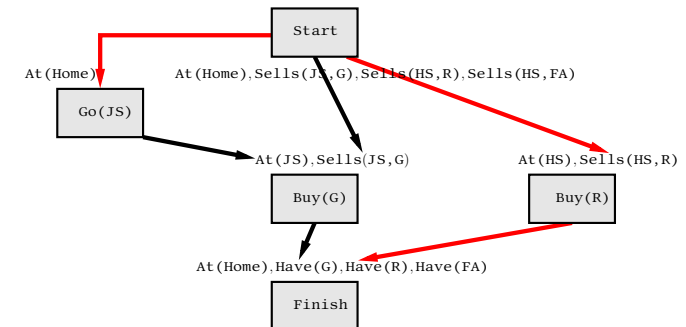 Start
At(Home)
At(Home),Sells(JS,G),Sells(HS,R),Sells(HS,FA)
Go(JS)
At(JS),Sells(JS,G)
At(HS),Sells(HS,R)
Buy(G)
Buy(R)
At(Home),Have(G),Have(R),Have(FA)
Finish